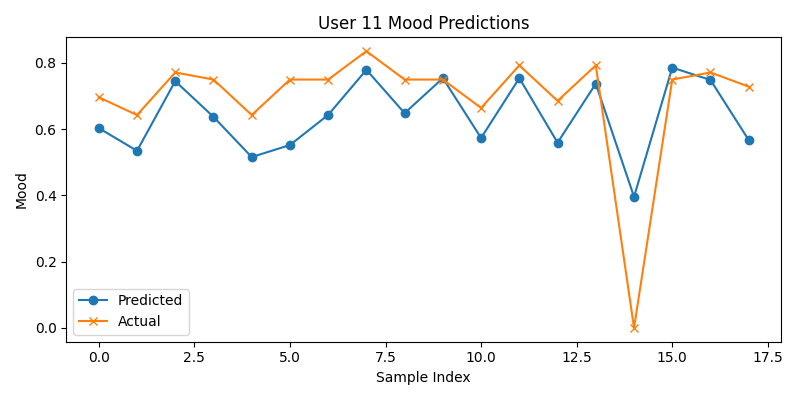 User 11 Mood Predictions
Mood
0.8
0.6
0.4
0.2
0.0
Predicted
Actual
0.0 2.5 5.0 7.5 10.0 12.5 15.0 17.5
Sample Index